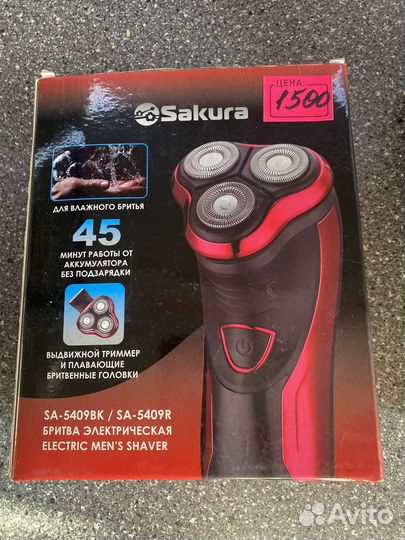 ЦЕНА:
1500
Sakura
ДЛЯ ВЛАЖНОГО БРИТЬЯ
45
МИНУТ РАБОТЫ ОТ
АККУМУЛЯТОРА
БЕЗ ПОДЗАРЯДКИ
ВЫДВИЖНОЙ ТРИММЕР
И ПЛАВАЮЩИЕ
БРИТВЕННЫЕ ГОЛОВКИ
SA-5409BK / SA-5409R
БРИТВА ЭЛЕКТРИЧЕСКАЯ
ELECTRIC MEN'S SHAVER
Avito